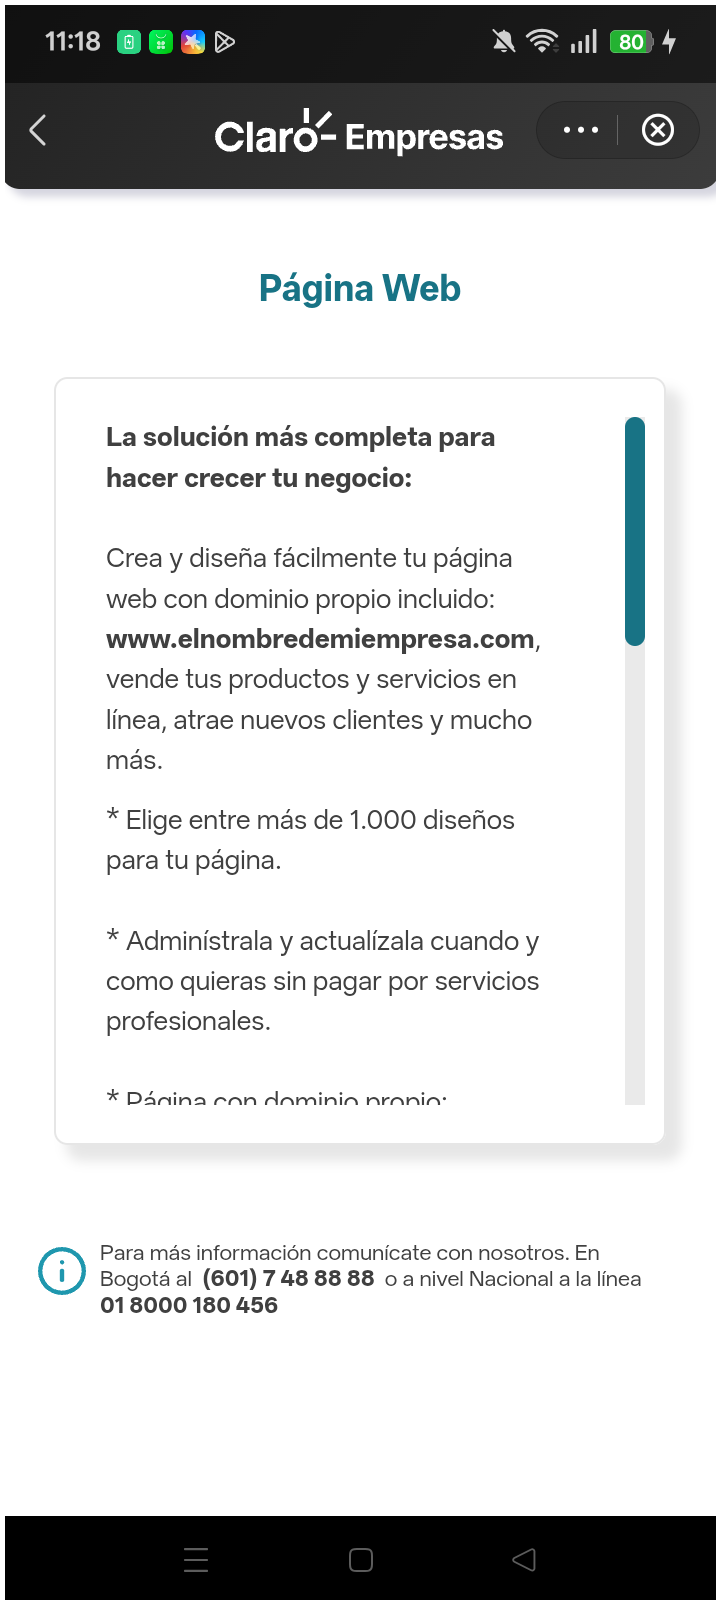 11:18
80
Claro Empresas
Página Web
La solución más completa para
hacer crecer tu negocio:
Crea y diseña fácilmente tu página
web con dominio propio incluido:
www.elnombredemiempresa.com,
vende tus productos y servicios en
línea, atrae nuevos clientes y mucho
más.
* Elige entre más de 1.000 diseños
para tu página.
* Adminístrala y actualízala cuando y
como quieras sin pagar por servicios
profesionales.
* Página con dominio propio:
Para más información comunícate con nosotros. En
Bogotá al (601) 7 48 88 88 o a nivel Nacional a la línea
01 8000 180 456